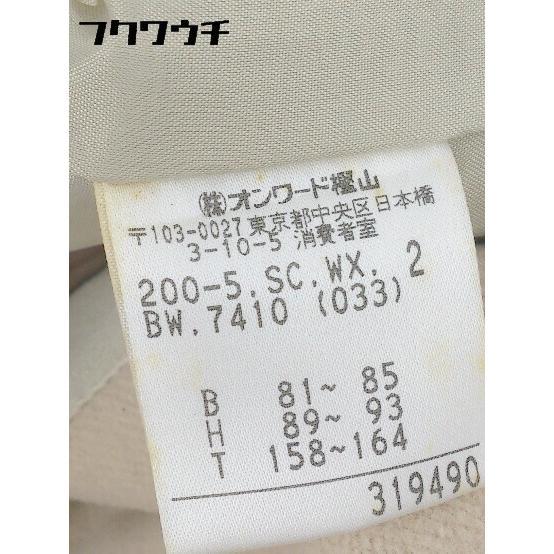 フクワウチ
㈱オンワード樫山
〒103-0027 東京都中央区日本橋
3-10-5 消費者室
200-5.SC.WX. 2
BW.7410 (033)
B 81~ 85
H 89~ 93
T 158~164
319490